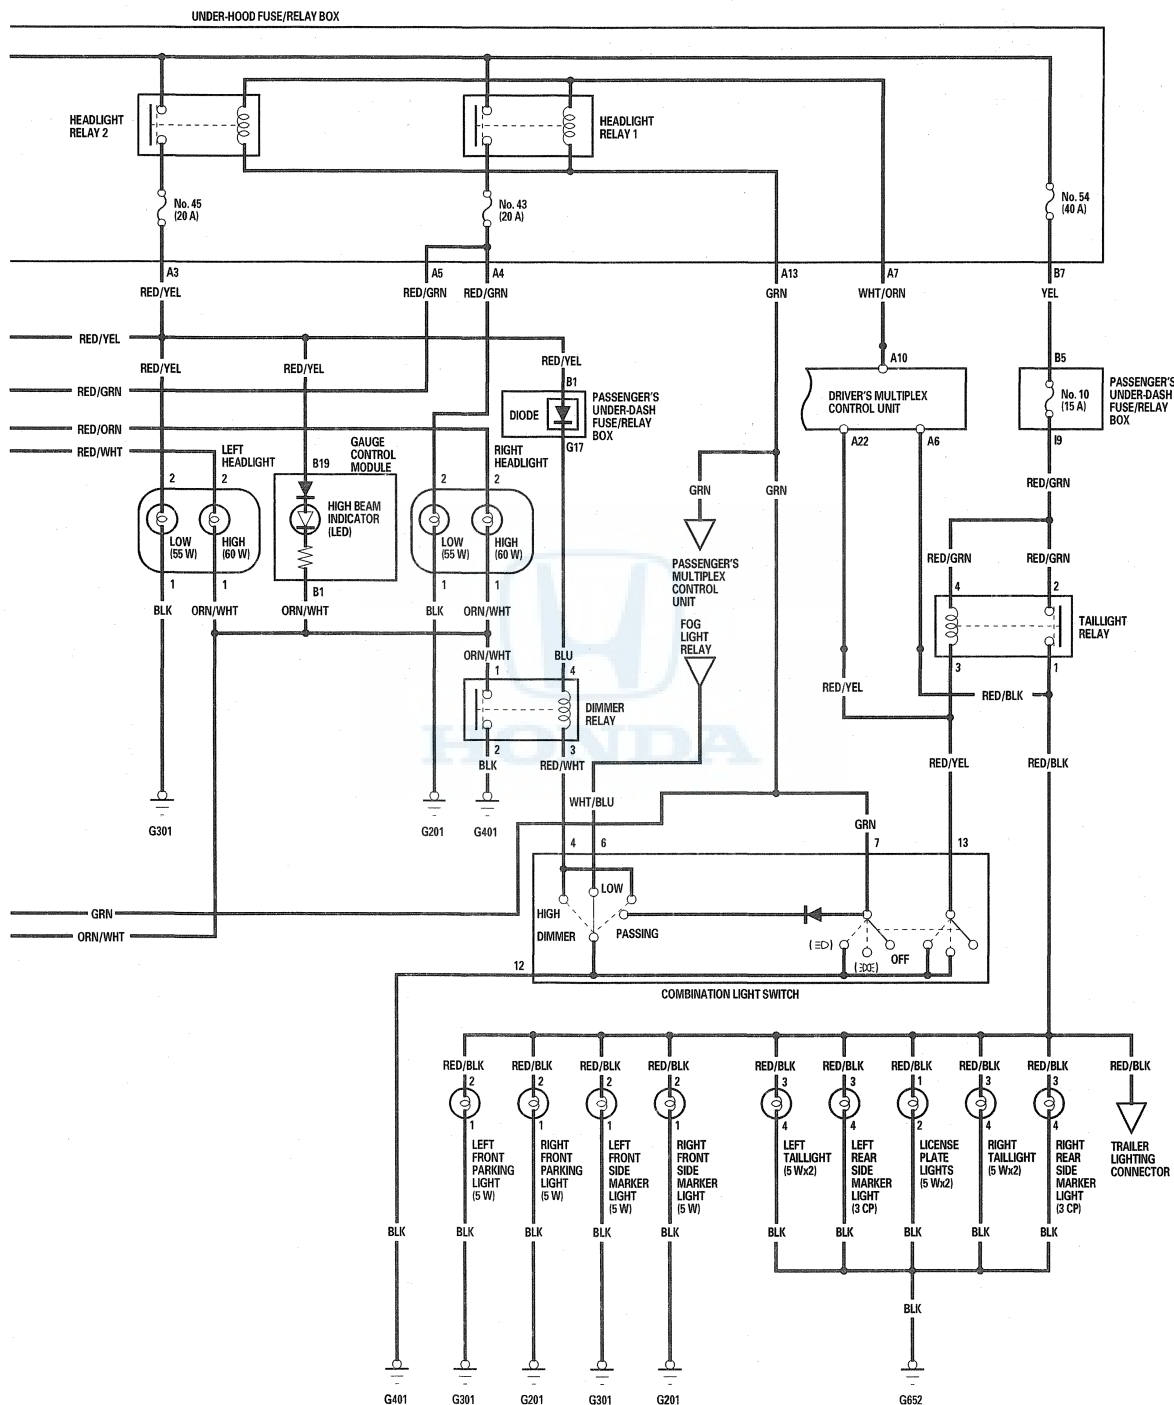 UNDER-HOOD FUSE/RELAY BOX
HEADLIGHT
RELAY 2
HEADLIGHT
RELAY 1
No. 45
(20 A)
No. 43
(20 A)
No. 54
(40 A)
A3
A5
A4
A13
A7
B7
RED/YEL
RED/GRN
RED/GRN
GRN
WHT/ORN
YEL
RED/YEL
RED/YEL
RED/YEL
RED/YEL
RED/GRN
RED/ORN
RED/WHT
A10
B5
B1
DIODE
PASSENGER'S
UNDER-DASH
FUSE/RELAY
BOX
G17
DRIVER'S MULTIPLEX
CONTROL UNIT
A22
A6
No. 10
(15 A)
PASSENGER'S
UNDER-DASH
FUSE/RELAY
BOX
I9
LEFT
HEADLIGHT
GAUGE
CONTROL
MODULE
RIGHT
HEADLIGHT
2
2
B19
2
2
LOW
(55 W)
HIGH
(60 W)
HIGH BEAM
INDICATOR
(LED)
LOW
(55 W)
HIGH
(60 W)
1
1
B1
1
1
BLK
ORN/WHT
ORN/WHT
BLK
ORN/WHT
GRN
GRN
PASSENGER'S
MULTIPLEX
CONTROL
UNIT
FOG
LIGHT
RELAY
RED/GRN
RED/GRN
RED/GRN
4
2
TAILLIGHT
RELAY
3
1
ORN/WHT
BLU
1
4
DIMMER
RELAY
2
3
BLK
RED/WHT
HONDA
RED/YEL
RED/BLK
RED/YEL
RED/BLK
G301
G201
G401
WHT/BLU
GRN
4
6
7
13
LOW
HIGH
DIMMER
PASSING
OFF
12
COMBINATION LIGHT SWITCH
GRN
ORN/WHT
RED/BLK
RED/BLK
RED/BLK
RED/BLK
RED/BLK
RED/BLK
RED/BLK
RED/BLK
RED/BLK
RED/BLK
2
2
2
2
3
3
1
3
3
1
1
1
1
4
4
2
4
4
LEFT
FRONT
PARKING
LIGHT
(5 W)
RIGHT
FRONT
PARKING
LIGHT
(5 W)
LEFT
FRONT
SIDE
MARKER
LIGHT
(5 W)
RIGHT
FRONT
SIDE
MARKER
LIGHT
(5 W)
LEFT
TAILLIGHT
(5 Wx2)
LEFT
REAR
SIDE
MARKER
LIGHT
(3 CP)
LICENSE
PLATE
LIGHTS
(5 Wx2)
RIGHT
TAILLIGHT
(5 Wx2)
RIGHT
REAR
SIDE
MARKER
LIGHT
(3 CP)
TRAILER
LIGHTING
CONNECTOR
BLK
BLK
BLK
BLK
BLK
BLK
BLK
BLK
BLK
BLK
BLK
G401
G301
G201
G301
G201
G652